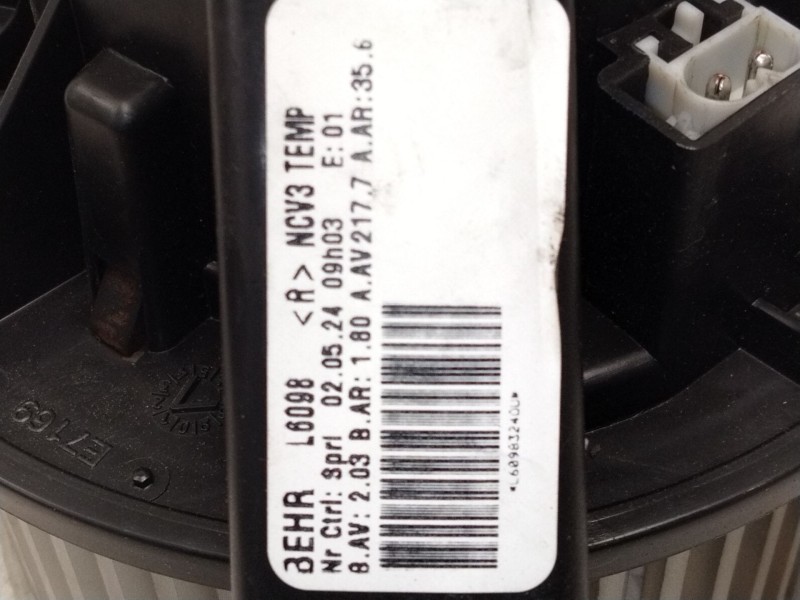 BEHR L6098 <R> NCV3 TEMP
Nr Ctrl: Sprl 02.05.24 09h03 E:01
B.AV: 2.03 B.AR: 1.80 A.AV217.7 A.AR:35.6
*L60983240U*
E7169